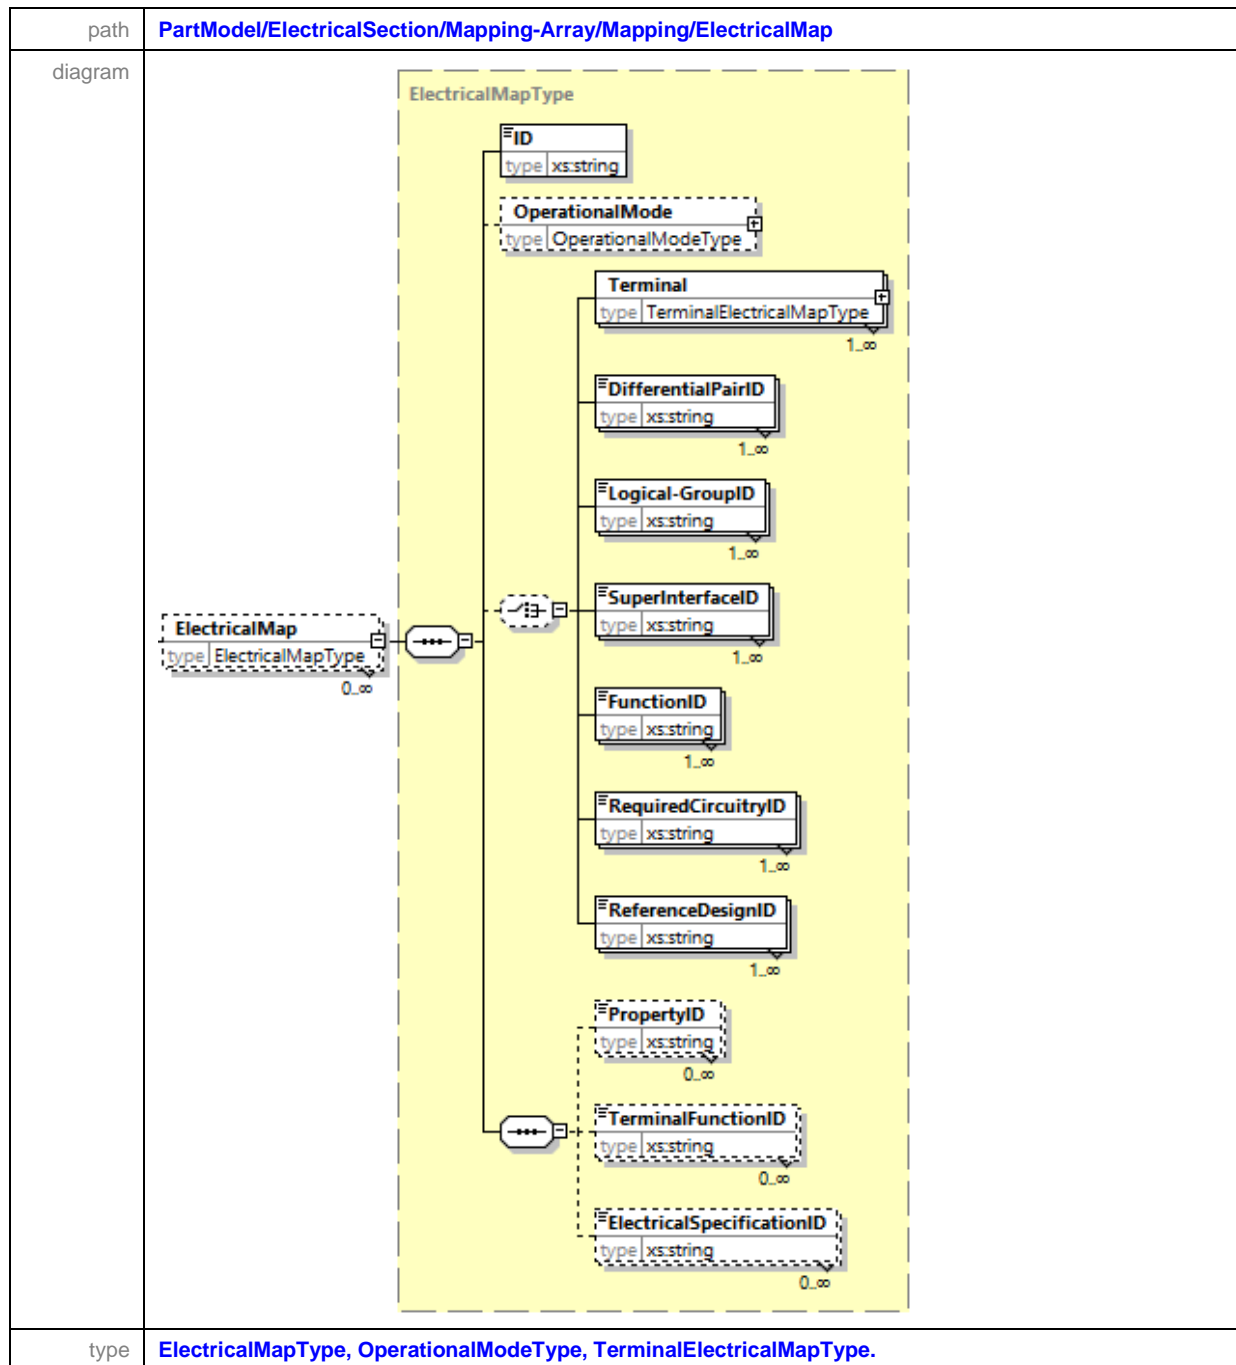 path
PartModel/ElectricalSection/Mapping-Array/Mapping/ElectricalMap
diagram
ElectricalMapType
ID
type xs:string
OperationalMode
type OperationalModeType
Terminal
type TerminalElectricalMapType
1..∞
DifferentialPairID
type xs:string
1..∞
Logical-GroupID
type xs:string
1..∞
SuperInterfaceID
type xs:string
1..∞
ElectricalMap
type ElectricalMapType
0..∞
FunctionID
type xs:string
1..∞
RequiredCircuitryID
type xs:string
1..∞
ReferenceDesignID
type xs:string
1..∞
PropertyID
type xs:string
0..∞
TerminalFunctionID
type xs:string
0..∞
ElectricalSpecificationID
type xs:string
0..∞
type
ElectricalMapType, OperationalModeType, TerminalElectricalMapType.